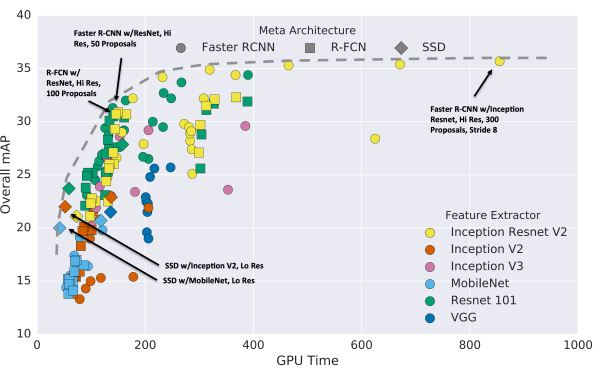 40
35
30
25
20
15
10
Overall mAP
0
200
400
600
800
1000
GPU Time
Meta Architecture
Faster RCNN
R-FCN
SSD
Faster R-CNN w/ResNet, Hi
Res, 50 Proposals
R-FCN w/
ResNet, Hi Res,
100 Proposals
Faster R-CNN w/Inception
Resnet, Hi Res, 300
Proposals, Stride 8
SSD w/Inception V2, Lo Res
SSD w/MobileNet, Lo Res
Feature Extractor
Inception Resnet V2
Inception V2
Inception V3
MobileNet
Resnet 101
VGG